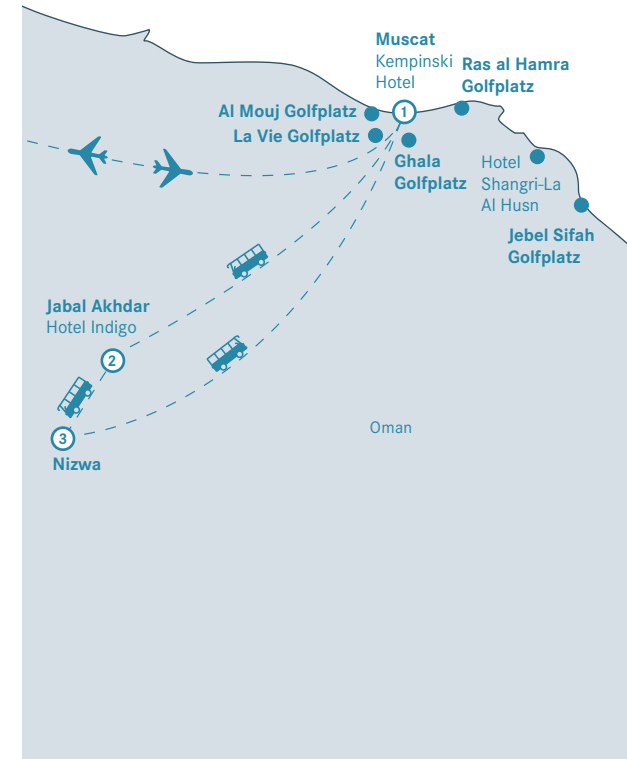 Muscat
Kempinski
Hotel
Ras al Hamra
Golfplatz
Al Mouj Golfplatz
1
La Vie Golfplatz
Ghala
Golfplatz
Hotel
Shangri-La
Al Husn
Jebel Sifah
Golfplatz
Jabal Akhdar
Hotel Indigo
2
3
Nizwa
Oman